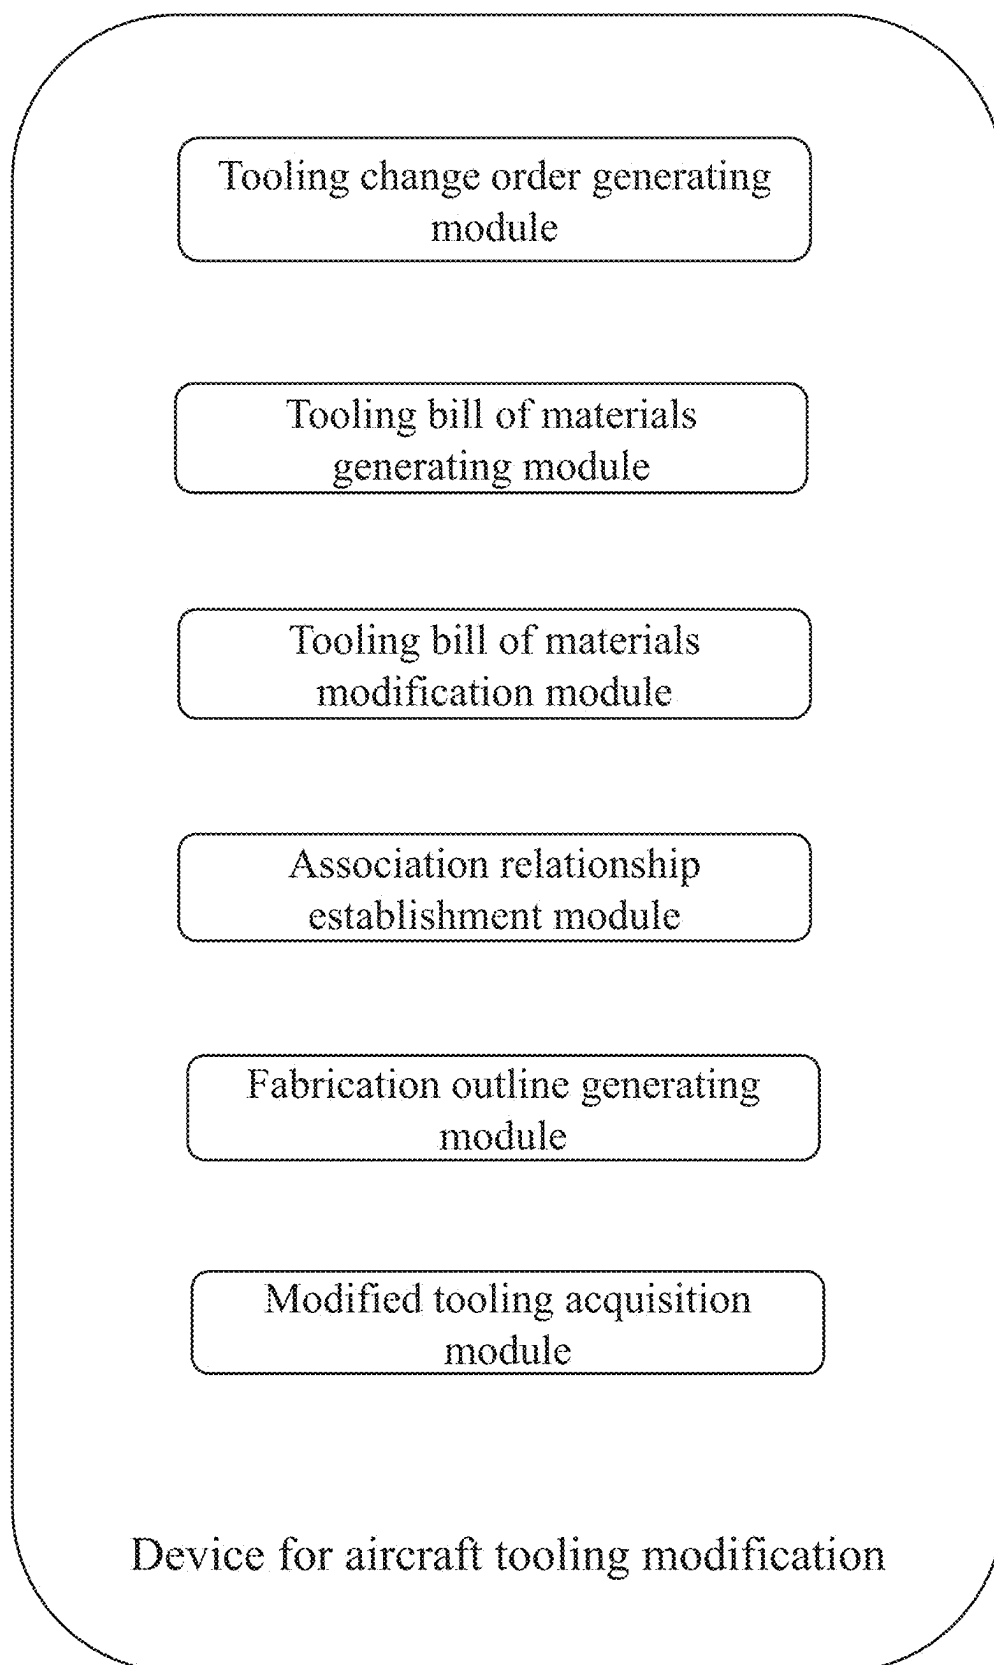 Tooling change order generating
module
Tooling bill of materials
generating module
Tooling bill of materials
modification module
Association relationship
establishment module
Fabrication outline generating
module
Modified tooling acquisition
module
Device for aircraft tooling modification